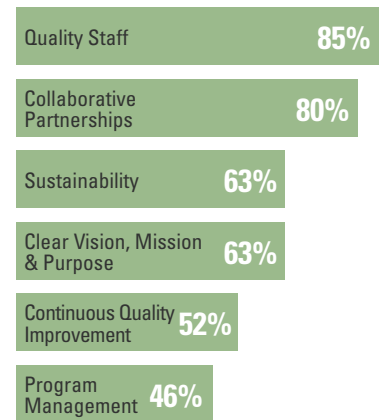 Quality Staff 85%
Collaborative
Partnerships 80%
Sustainability 63%
Clear Vision, Mission
& Purpose 63%
Continuous Quality
Improvement 52%
Program
Management 46%